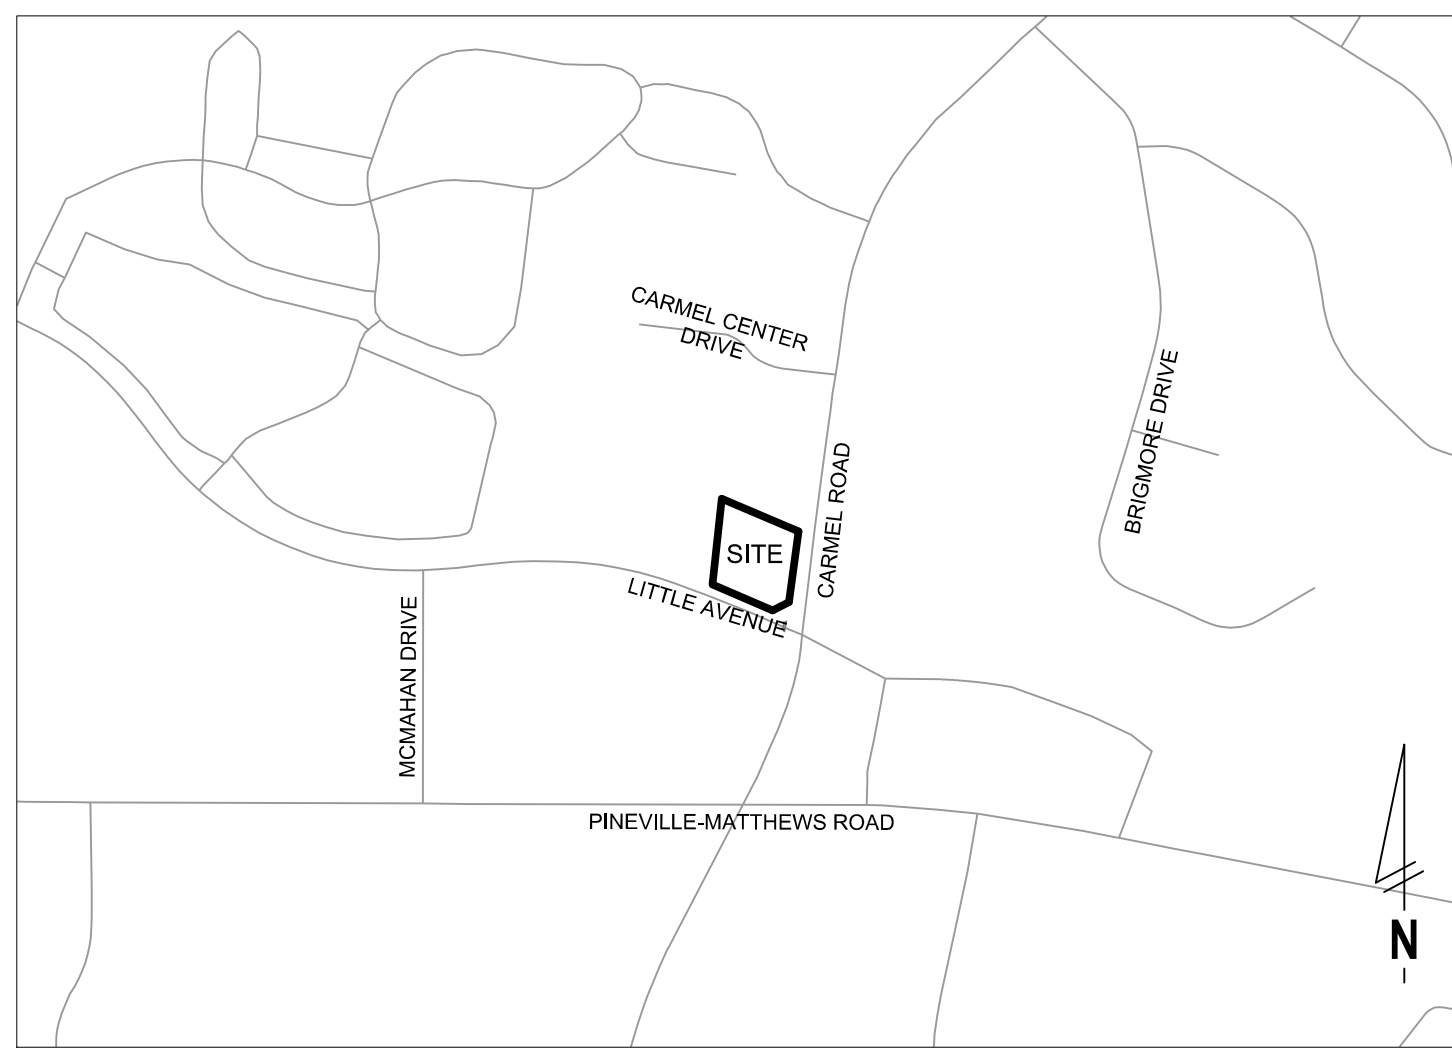 CARMEL CENTER
DRIVE
BRIGMORE DRIVE
CARMEL ROAD
SITE
LITTLE AVENUE
MCMAHAN DRIVE
PINEVILLE-MATTHEWS ROAD
N